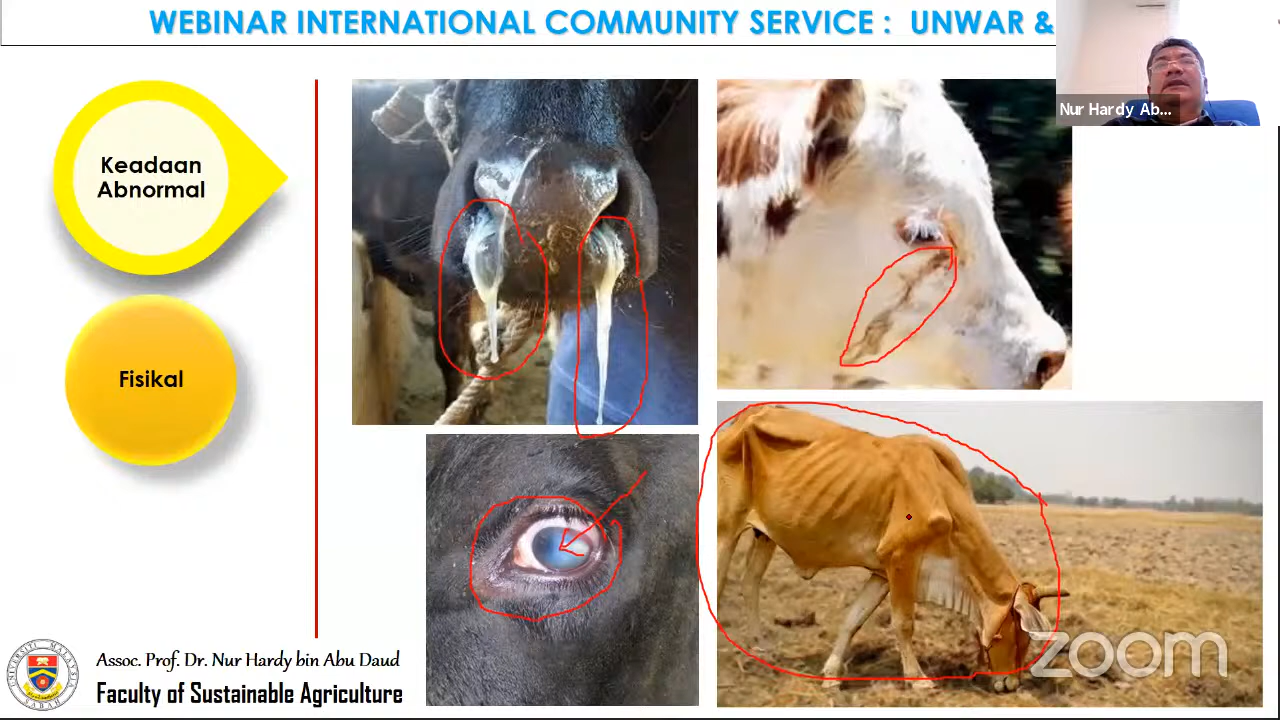 WEBINAR INTERNATIONAL COMMUNITY SERVICE : UNWAR &
Nur Hardy Ab...
Keadaan
Abnormal
Fisikal
Assoc. Prof. Dr. Nur Hardy bin Abu Daud
Faculty of Sustainable Agriculture
zoom